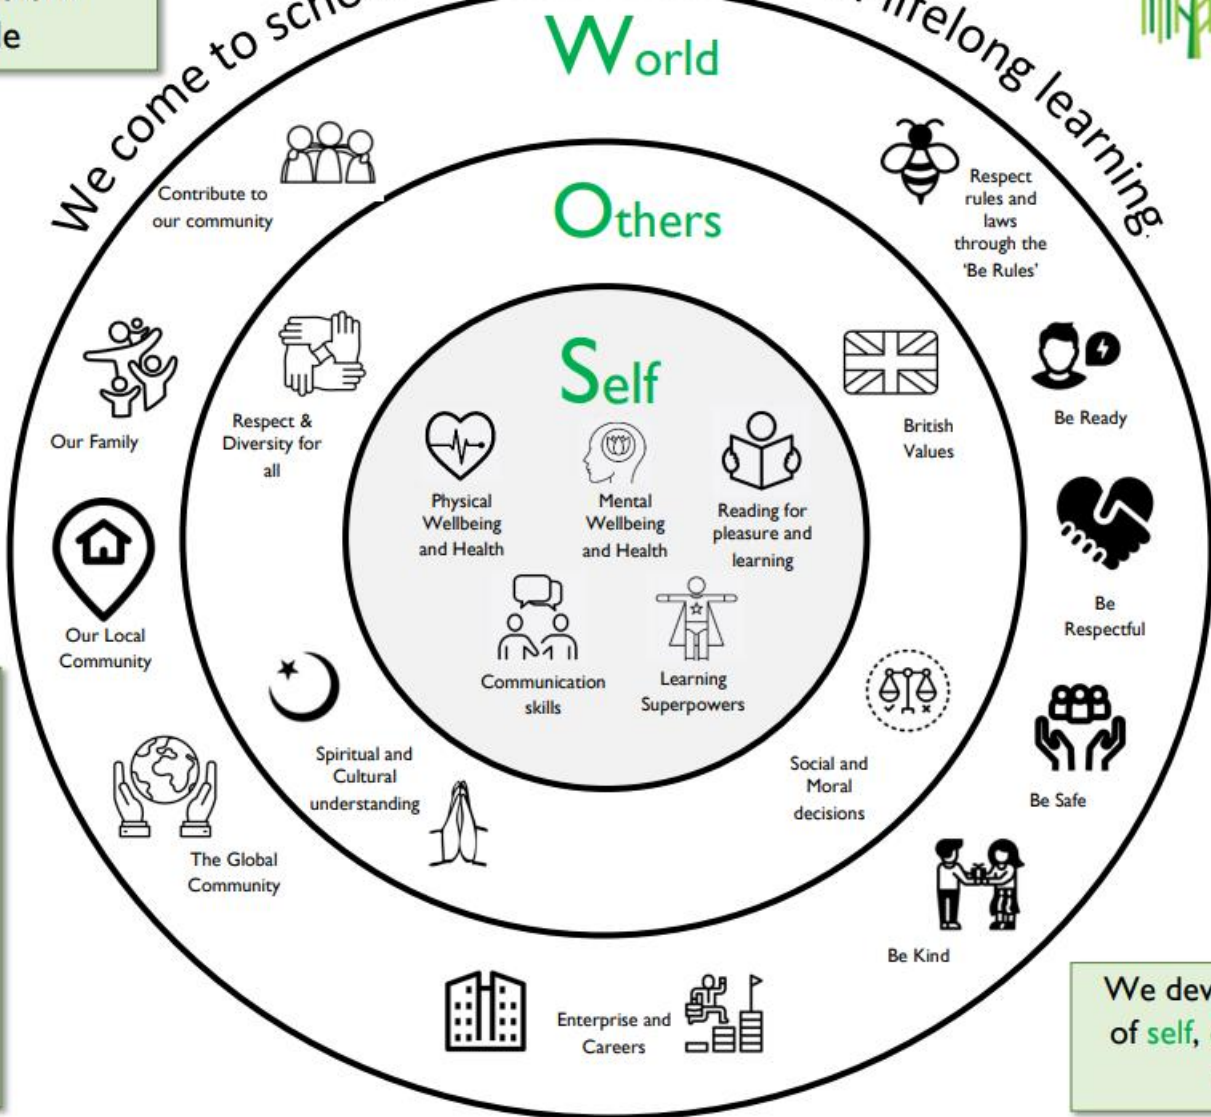 We come to
lifelong learning.
World
Contribute to
our community
Respect
rules and
laws
through the
'Be Rules'
Others
Our Family
Respect &
Diversity for
all
Self
British
Values
Be Ready
Physical
Wellbeing
and Health
Mental
Wellbeing
and Health
Reading for
pleasure and
learning
Our Local
Community
Be
Respectful
Communication
skills
Learning
Superpowers
Spiritual and
Cultural
understanding
Social and
Moral
decisions
Be Safe
The Global
Community
Be Kind
Enterprise and
Careers
We dev
of self,